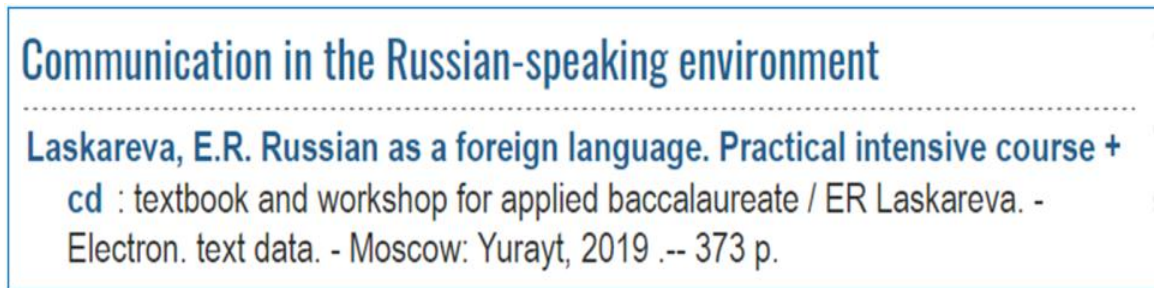 Communication in the Russian-speaking environment
Laskareva, E.R. Russian as a foreign language. Practical intensive course +
cd : textbook and workshop for applied baccalaureate / ER Laskareva. -
Electron. text data. - Moscow: Yurayt, 2019 .-- 373 p.